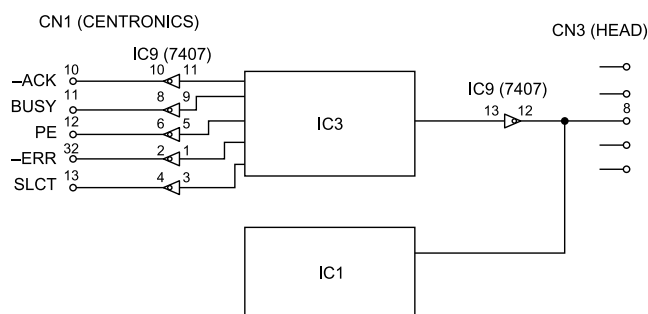 CN1 (CENTRONICS)
CN3 (HEAD)
IC9 (7407)
–ACK 10 10 11
BUSY 11 8 9
PE 12 6 5
–ERR 32 2 1
SLCT 13 4 3
IC3
IC9 (7407)
13 12
8
IC1